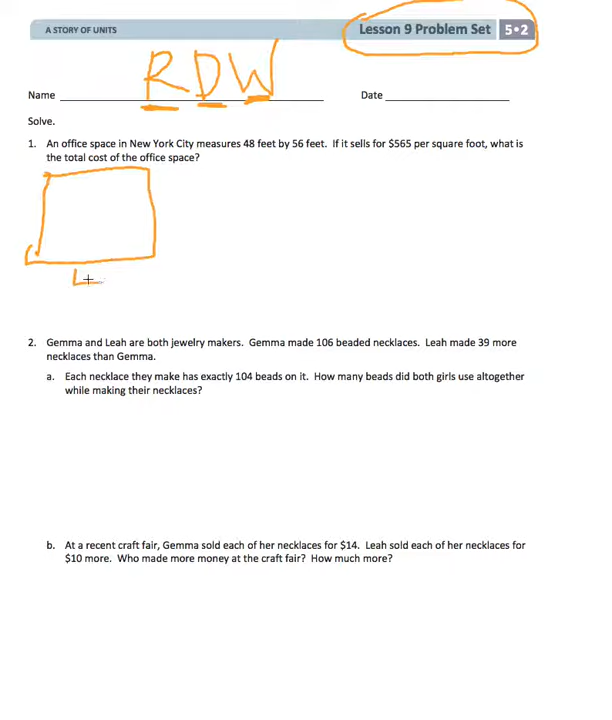 A STORY OF UNITS
Lesson 9 Problem Set 5•2
RDW
Name
Date
Solve.
1. An office space in New York City measures 48 feet by 56 feet. If it sells for $565 per square foot, what is
the total cost of the office space?
2. Gemma and Leah are both jewelry makers. Gemma made 106 beaded necklaces. Leah made 39 more
necklaces than Gemma.
a. Each necklace they make has exactly 104 beads on it. How many beads did both girls use altogether
while making their necklaces?
b. At a recent craft fair, Gemma sold each of her necklaces for $14. Leah sold each of her necklaces for
$10 more. Who made more money at the craft fair? How much more?